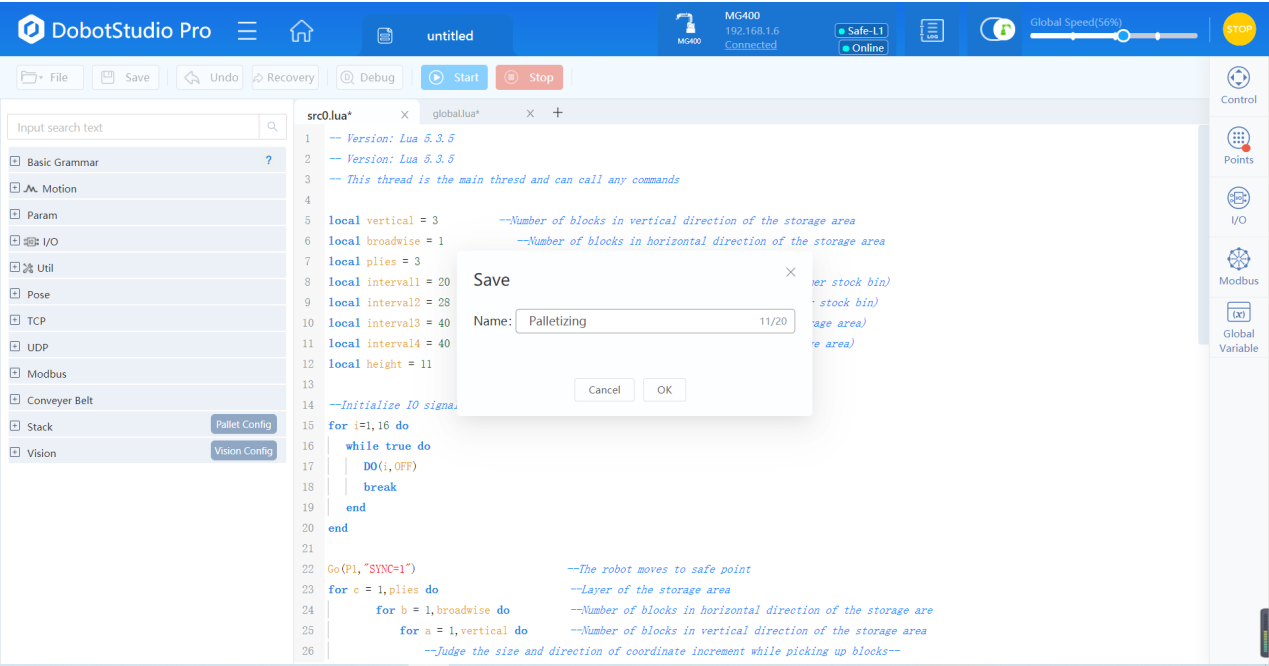 DobotStudio Pro
untitled
MG400
MG400
192.168.1.6
Connected
Safe-L1
Online
LOG
Global Speed(56%)
STOP
File
Save
Undo
Recovery
Debug
Start
Stop
Control
Points
I/O
Modbus
Global
Variable
Input search text
Basic Grammar ?
Motion
Param
I/O
Util
Pose
TCP
UDP
Modbus
Conveyer Belt
Stack Pallet Config
Vision Vision Config
src0.lua* X global.lua* X +
1 -- Version: Lua 5.3.5
2 -- Version: Lua 5.3.5
3 -- This thread is the main thresd and can call any commands
4
5 local vertical = 3 --Number of blocks in vertical direction of the storage area
6 local broadwise = 1 --Number of blocks in horizontal direction of the storage area
7 local plies = 3
8 local interval1 = 20 er stock bin)
9 local interval2 = 28 stock bin)
10 local interval3 = 40 age area)
11 local interval4 = 40 e area)
12 local height = 11
13
14 --Initialize IO signal
15 for i=1,16 do
16 while true do
17 DO(i,OFF)
18 break
19 end
20 end
21
22 Go(P1,"SYNC=1") --The robot moves to safe point
23 for c = 1,plies do --Layer of the storage area
24 for b = 1,broadwise do --Number of blocks in horizontal direction of the storage are
25 for a = 1,vertical do --Number of blocks in vertical direction of the storage area
26 --Judge the size and direction of coordinate increment while picking up blocks--
Save
Name: Palletizing 11/20
Cancel OK